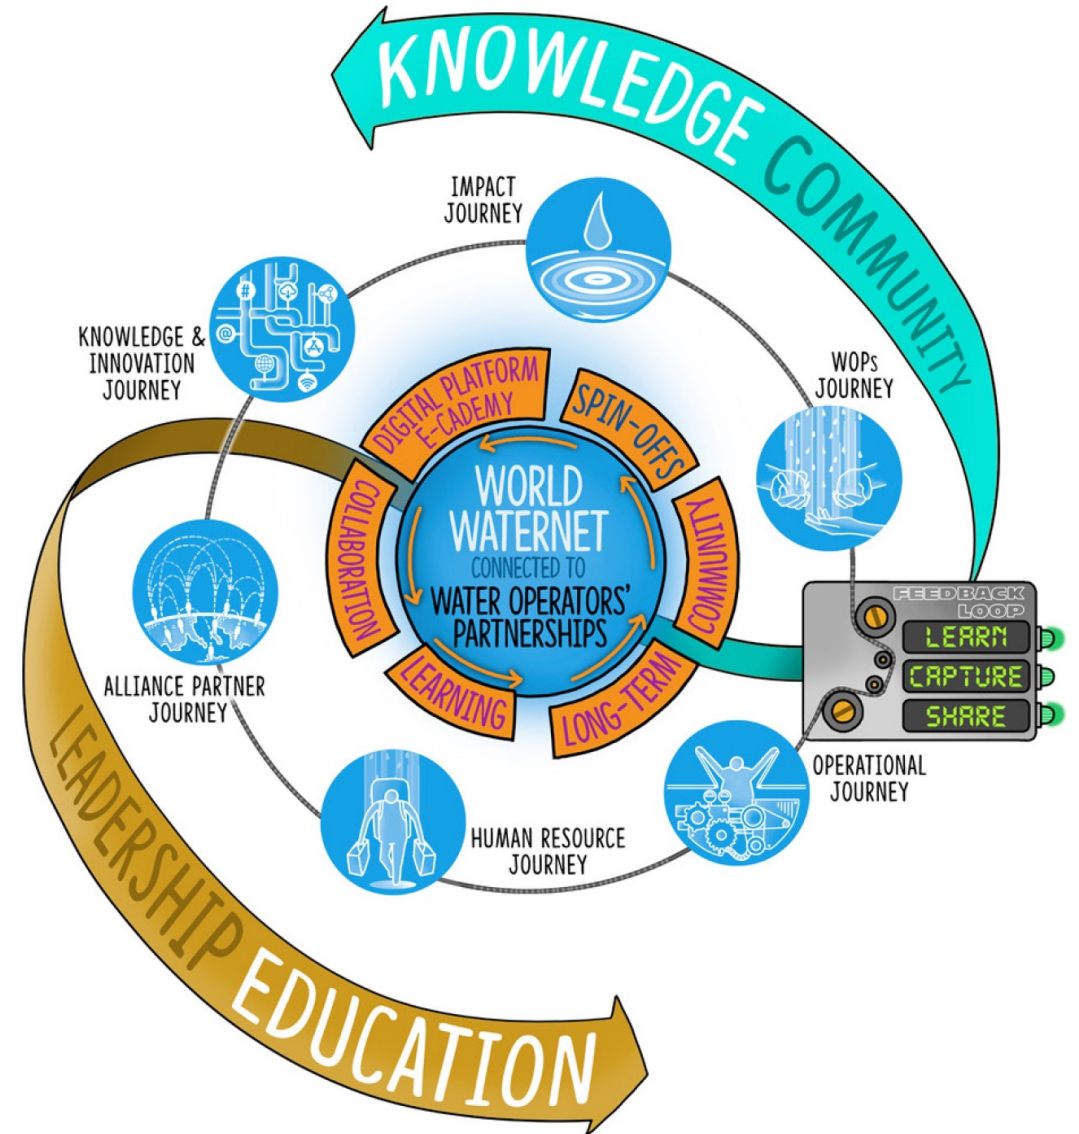 KNOWLEDGE COMMUNITY
IMPACT
JOURNEY
KNOWLEDGE &
INNOVATION
JOURNEY
WOPs
JOURNEY
DIGITAL PLATFORM
E-CADEMY
SPIN-OFFS
COLLABORATION
COMMUNITY
WORLD
WATERNET
CONNECTED TO
WATER OPERATORS'
PARTNERSHIPS
LEARNING
LONG-TERM
FEEDBACK
LOOP
LEARN
CAPTURE
SHARE
ALLIANCE PARTNER
JOURNEY
OPERATIONAL
JOURNEY
HUMAN RESOURCE
JOURNEY
LEADERSHIP EDUCATION
#
@